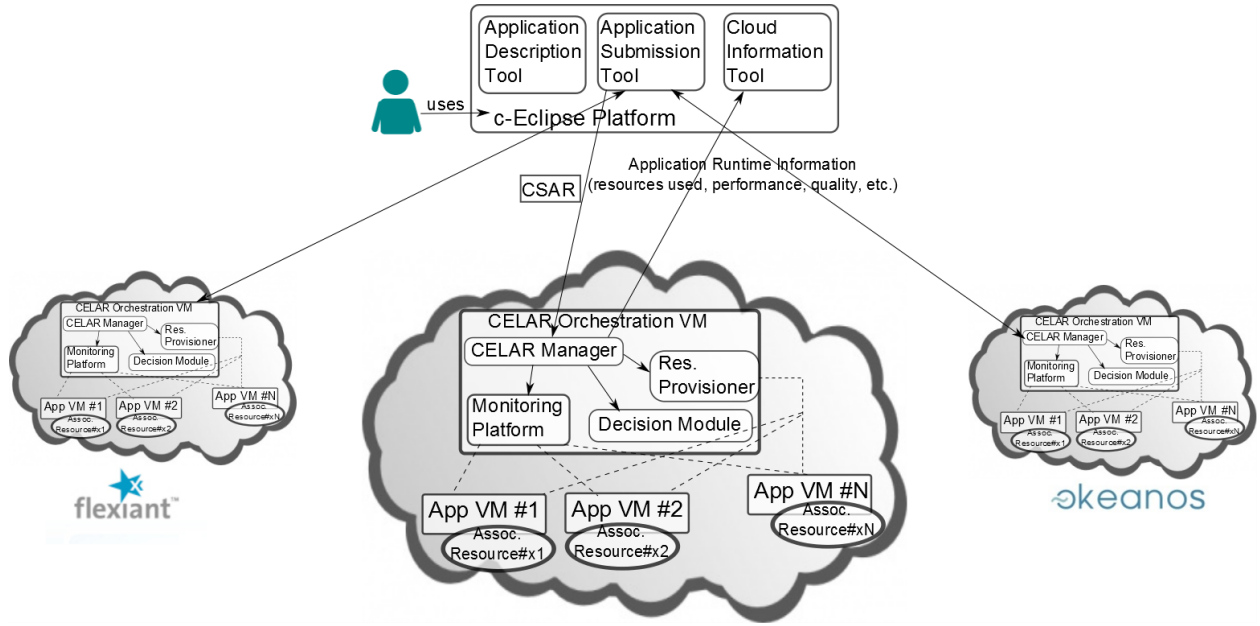 Application
Description
Tool
Application
Submission
Tool
Cloud
Information
Tool
uses
c-Eclipse Platform
Application Runtime Information
(resources used, performance, quality, etc.)
CSAR
CELAR Orchestration VM
CELAR Manager
Res.
Provisioner
Monitoring
Platform
Decision Module
App VM #1
Assoc.
Resource#x1
App VM #2
Assoc.
Resource#x2
App VM #N
Assoc.
Resource#xN
flexiant™
CELAR Orchestration VM
CELAR Manager
Res.
Provisioner
Monitoring
Platform
Decision Module
App VM #1
Assoc.
Resource#x1
App VM #2
Assoc.
Resource#x2
App VM #N
Assoc.
Resource#xN
CELAR Orchestration VM
CELAR Manager
Res.
Provisioner
Monitoring
Platform
Decision Module
App VM #1
Assoc.
Resource#x1
App VM #2
Assoc.
Resource#x2
App VM #N
Assoc.
Resource#xN
okeanos